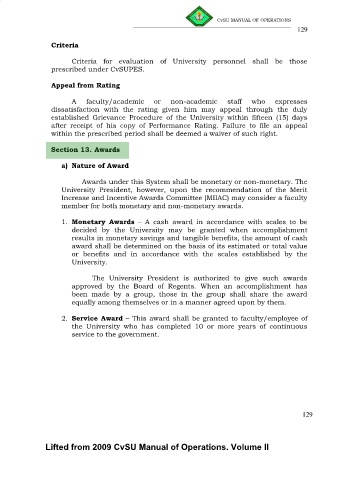 CvSU MANUAL OF OPERATIONS
129
Criteria
Criteria for evaluation of University personnel shall be those
prescribed under CvSUPES.
Appeal from Rating
A faculty/academic or non-academic staff who expresses
dissatisfaction with the rating given him may appeal through the duly
established Grievance Procedure of the University within fifteen (15) days
after receipt of his copy of Performance Rating. Failure to file an appeal
within the prescribed period shall be deemed a waiver of such right.
Section 13. Awards
a) Nature of Award
Awards under this System shall be monetary or non-monetary. The
University President, however, upon the recommendation of the Merit
Increase and Incentive Awards Committee (MIIAC) may consider a faculty
member for both monetary and non-monetary awards.
1. Monetary Awards – A cash award in accordance with scales to be
decided by the University may be granted when accomplishment
results in monetary savings and tangible benefits, the amount of cash
award shall be determined on the basis of its estimated or total value
or benefits and in accordance with the scales established by the
University.
The University President is authorized to give such awards
approved by the Board of Regents. When an accomplishment has
been made by a group, those in the group shall share the award
equally among themselves or in a manner agreed upon by them.
2. Service Award – This award shall be granted to faculty/employee of
the University who has completed 10 or more years of continuous
service to the government.
129
Lifted from 2009 CvSU Manual of Operations. Volume II